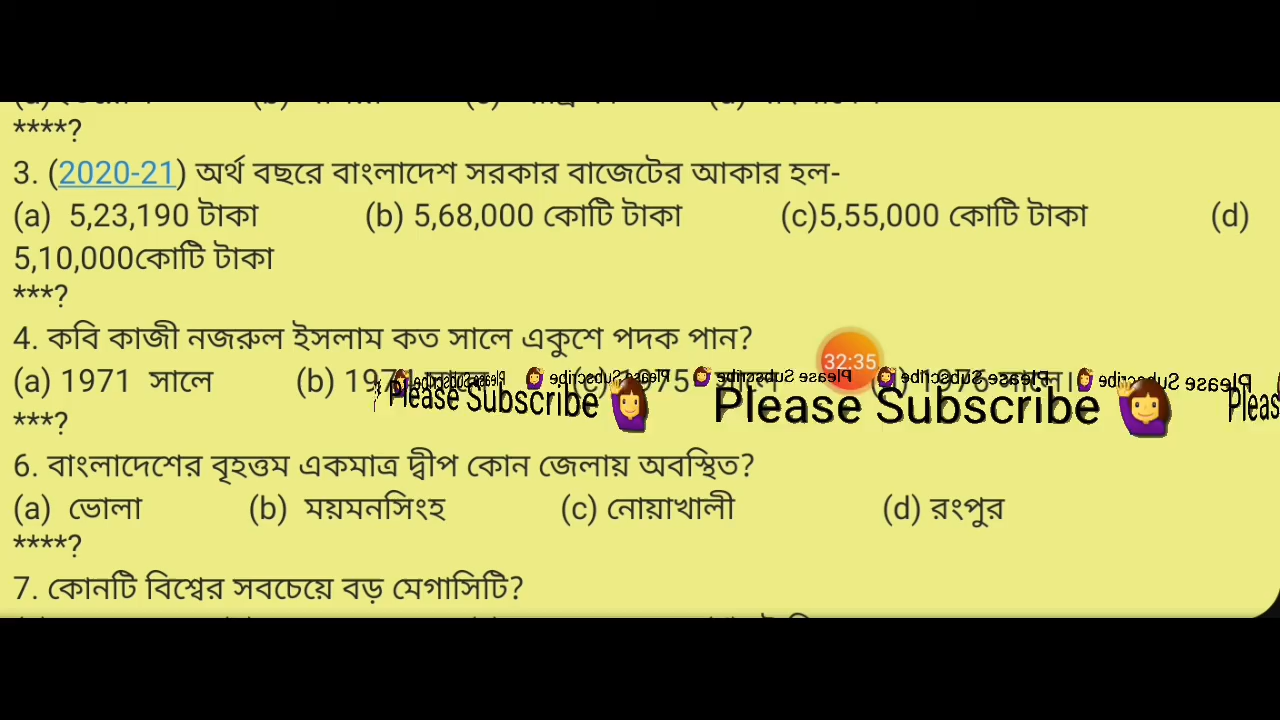 ****?
3. (2020-21) অর্থ বছরে বাংলাদেশ সরকার বাজেটের আকার হল-
(a) 5,23,190 টাকা (b) 5,68,000 কোটি টাকা (c)5,55,000 কোটি টাকা (d)
5,10,000কোটি টাকা
***?
4. কবি কাজী নজরুল ইসলাম কত সালে একুশে পদক পান?
32:35
(a) 1971 সালে (b) (c) (d) 1976
Please Subscribe 🙋‍♀️ Please Subscribe 🙋‍♀️
***?
6. বাংলাদেশের বৃহত্তম একমাত্র দ্বীপ কোন জেলায় অবস্থিত?
(a) ভোলা (b) ময়মনসিংহ (c) নোয়াখালী (d) রংপুর
****?
7. কোনটি বিশ্বের সবচেয়ে বড় মেগাসিটি?